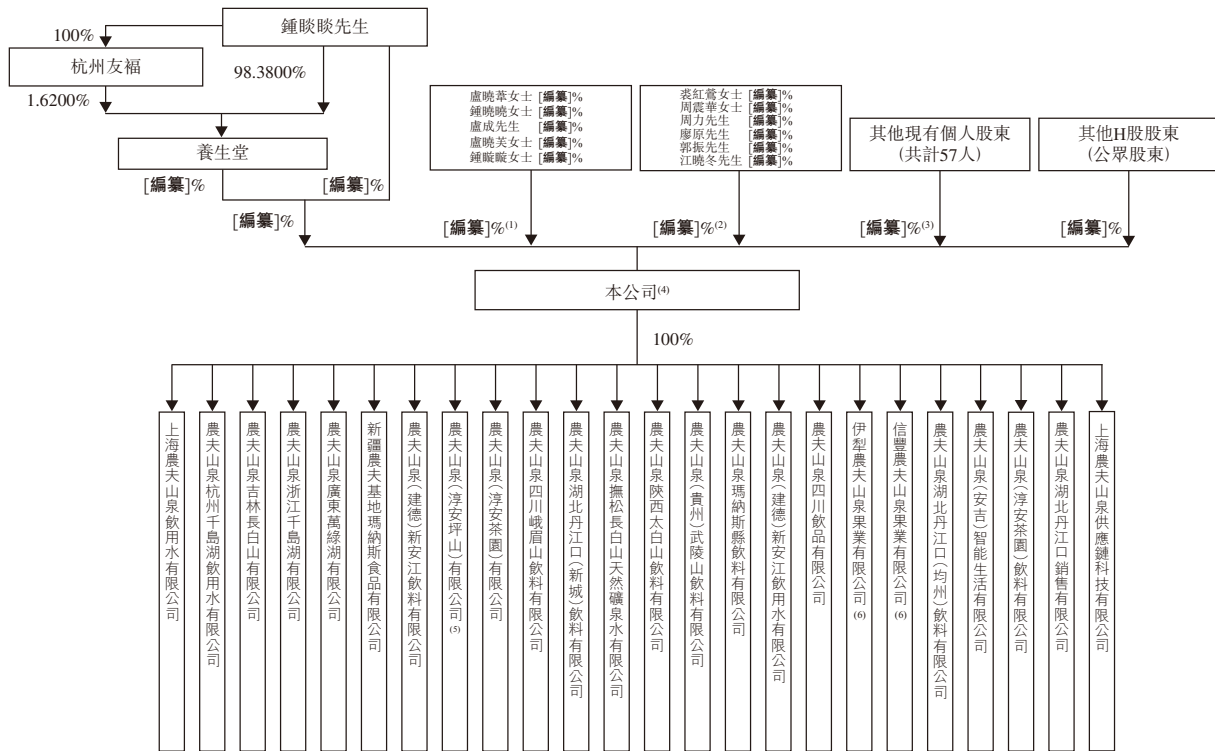 鍾睒睒先生
100%
杭州友福
98.3800%
1.6200%
養生堂
[編纂]%
[編纂]%
[編纂]%
盧曉葦女士 [編纂]%
鍾曉曉女士 [編纂]%
盧成先生 [編纂]%
盧曉芙女士 [編纂]%
鍾璇璇女士 [編纂]%
裘紅鶯女士 [編纂]%
周震華女士 [編纂]%
周力先生 [編纂]%
廖原先生 [編纂]%
郭振先生 [編纂]%
江曉冬先生 [編纂]%
其他現有個人股東
(共計57人)
其他H股股東
(公眾股東)
[編纂]%(1)
[編纂]%(2)
[編纂]%(3)
[編纂]%
本公司(4)
100%
上海農夫山泉飲用水有限公司
農夫山泉杭州千島湖飲用水有限公司
農夫山泉吉林長白山有限公司
農夫山泉浙江千島湖有限公司
農夫山泉廣東萬綠湖有限公司
新疆農夫基地瑪納斯食品有限公司
農夫山泉(建德)新安江飲料有限公司
農夫山泉(淳安坪山)有限公司(5)
農夫山泉(淳安茶園)有限公司
農夫山泉四川峨眉山飲料有限公司
農夫山泉湖北丹江口(新城)飲料有限公司
農夫山泉撫松長白山天然礦泉水有限公司
農夫山泉陝西太白山飲料有限公司
農夫山泉(貴州)武陵山飲料有限公司
農夫山泉瑪納斯縣飲料有限公司
農夫山泉(建德)新安江飲用水有限公司
農夫山泉四川飲品有限公司
伊犁農夫山泉果業有限公司(6)
信豐農夫山泉果業有限公司(6)
農夫山泉湖北丹江口(均州)飲料有限公司
農夫山泉(安吉)智能生活有限公司
農夫山泉(淳安茶園)飲料有限公司
農夫山泉湖北丹江口銷售有限公司
上海農夫山泉供應鏈科技有限公司